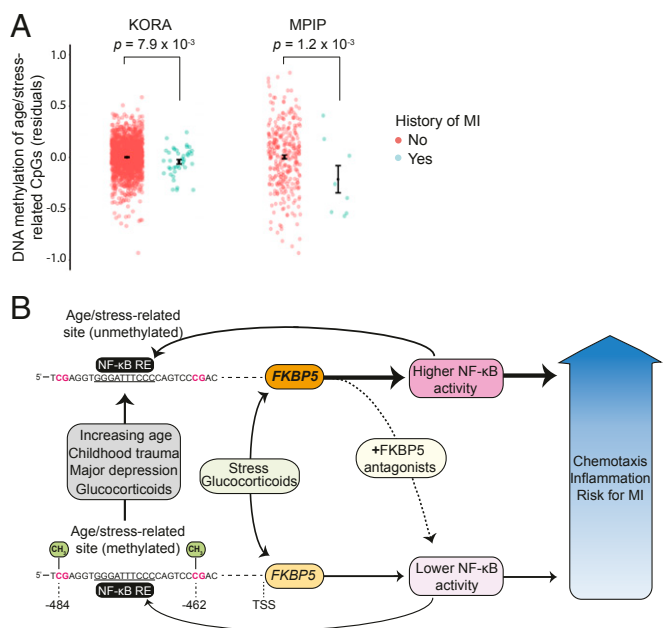 A
KORA
p = 7.9 x 10-3
MPIP
p = 1.2 x 10-3
DNA methylation of age/stress-
related CpGs (residuals)
1.0
0.5
0.0
-0.5
-1.0
History of MI
No
Yes
B
Age/stress-related
site (unmethylated)
NF-κB RE
5'–TCGAGGTGGGATTTCCCCAGTCCCGAC
FKBP5
Higher NF-κB
activity
Increasing age
Childhood trauma
Major depression
Glucocorticoids
Stress
Glucocorticoids
+FKBP5
antagonists
Chemotaxis
Inflammation
Risk for MI
Age/stress-related
site (methylated)
CH3
CH3
5'–TCGAGGTGGGATTTCCCCAGTCCCGAC
NF-κB RE
-484
-462
TSS
FKBP5
Lower NF-κB
activity